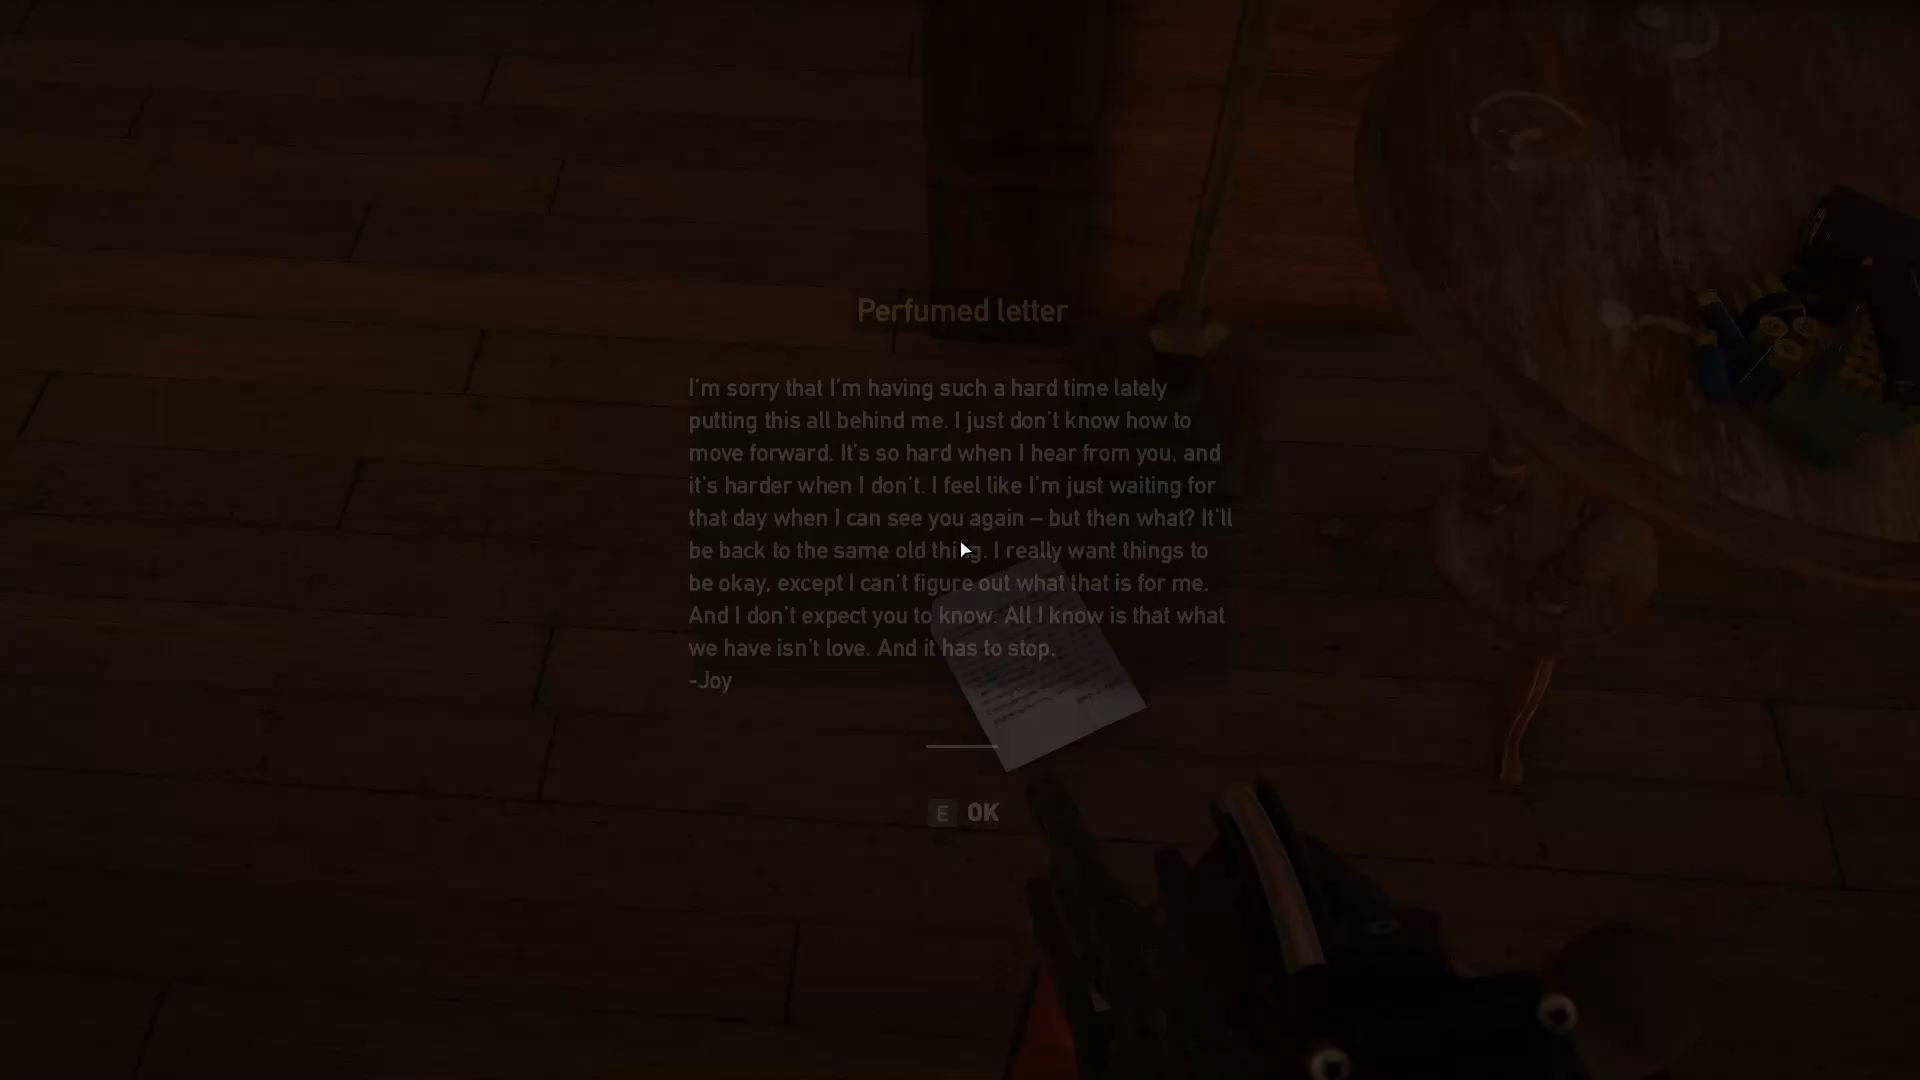 Perfumed letter
I'm sorry that I'm having such a hard time lately
putting this all behind me. I just don't know how to
move forward. It's so hard when I hear from you, and
it's harder when I don't. I feel like I'm just waiting for
that day when I can see you again – but then what? It'll
be back to the same old thing. I really want things to
be okay, except I can't figure out what that is for me.
And I don't expect you to know. All I know is that what
we have isn't love. And it has to stop.
-Joy
E OK